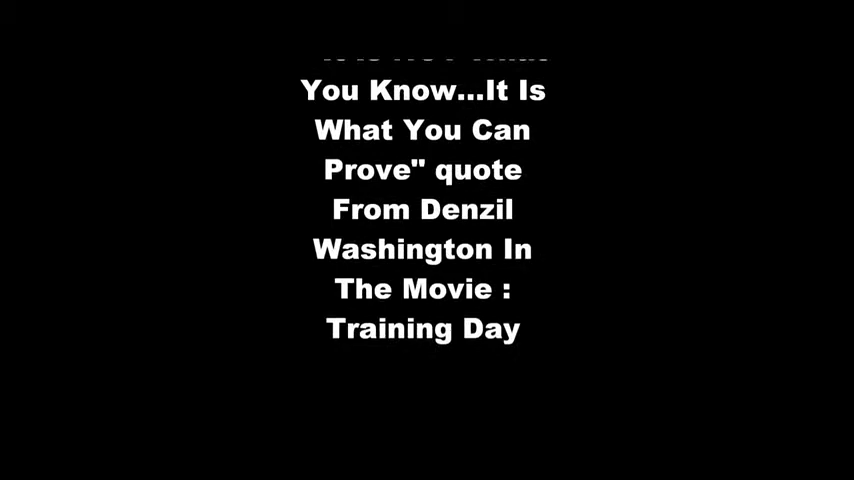 You Know...It Is
What You Can
Prove" quote
From Denzil
Washington In
The Movie :
Training Day